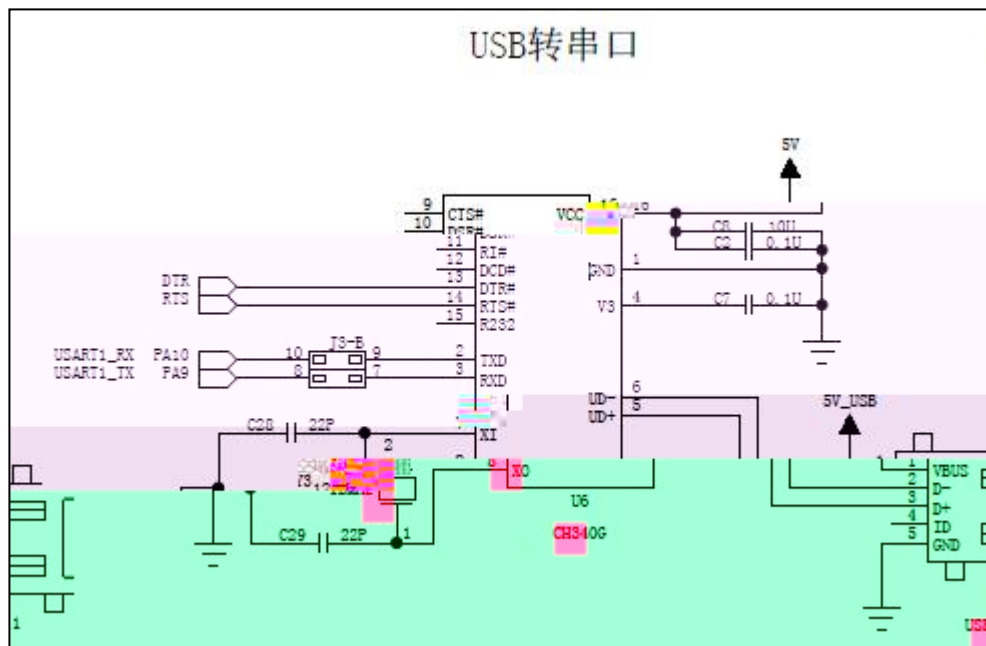 USB转串口
5V
9 CTS# VCC
10
C8 10U
C2 0.1U
11 RI#
12 DCD# GND 1
DTR 13 DTR#
RTS 14 RTS# V3 4 C7 0.1U
15 R232
J3-B
USART1_RX PA10 10 9 2 TXD
USART1_TX PA9 8 7 3 RXD
UD- 6
UD+ 5
5V_USB
C28 22P XI
2
XO
1 VBUS
2 D-
3 D+
4 ID
5 GND
U6
C29 22P 1 CH340G
1